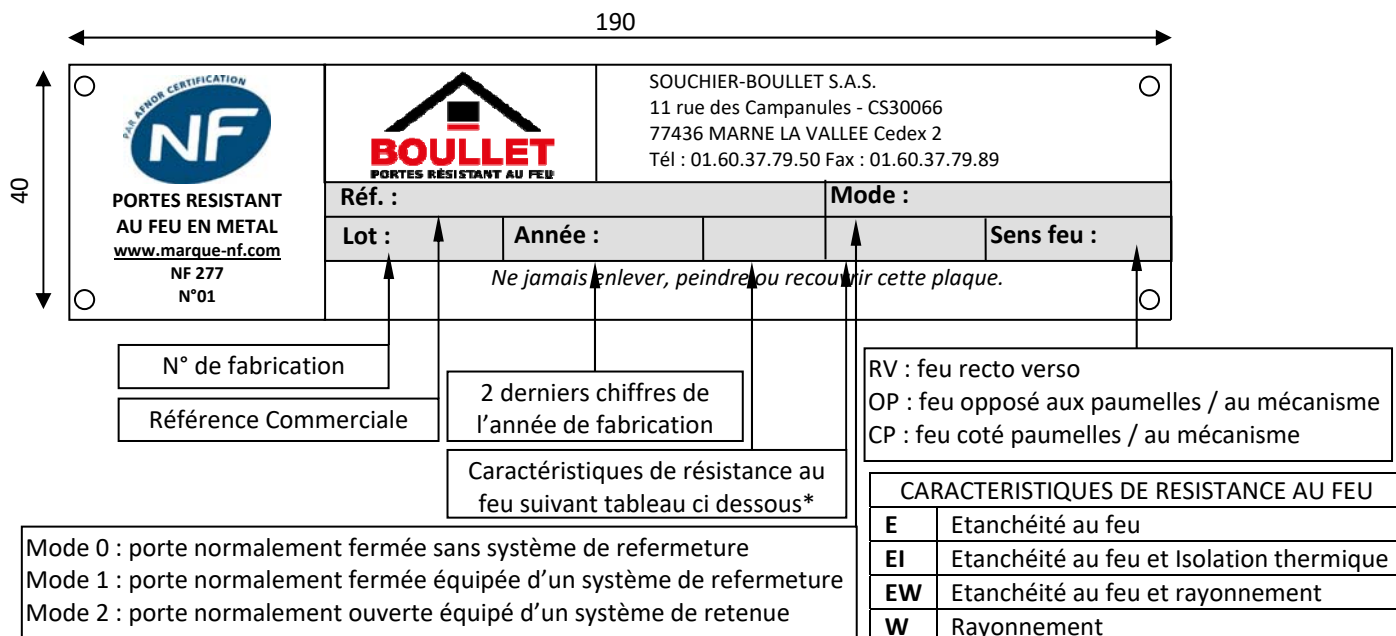 190
40
PAR AFNOR CERTIFICATION
NF
PORTES RESISTANT
AU FEU EN METAL
www.marque-nf.com
NF 277
N°01
BOULLET
PORTES RÉSISTANT AU FEU
SOUCHIER-BOULLET S.A.S.
11 rue des Campanules - CS30066
77436 MARNE LA VALLEE Cedex 2
Tél : 01.60.37.79.50 Fax : 01.60.37.79.89
Réf. : Mode :
Lot : Année : Sens feu :
Ne jamais enlever, peindre ou recouvrir cette plaque.
N° de fabrication
Référence Commerciale
2 derniers chiffres de
l’année de fabrication
Caractéristiques de résistance au
feu suivant tableau ci dessous*
RV : feu recto verso
OP : feu opposé aux paumelles / au mécanisme
CP : feu coté paumelles / au mécanisme
Mode 0 : porte normalement fermée sans système de refermeture
Mode 1 : porte normalement fermée équipée d’un système de refermeture
Mode 2 : porte normalement ouverte équipé d’un système de retenue
CARACTERISTIQUES DE RESISTANCE AU FEU
E Etanchéité au feu
EI Etanchéité au feu et Isolation thermique
EW Etanchéité au feu et rayonnement
W Rayonnement